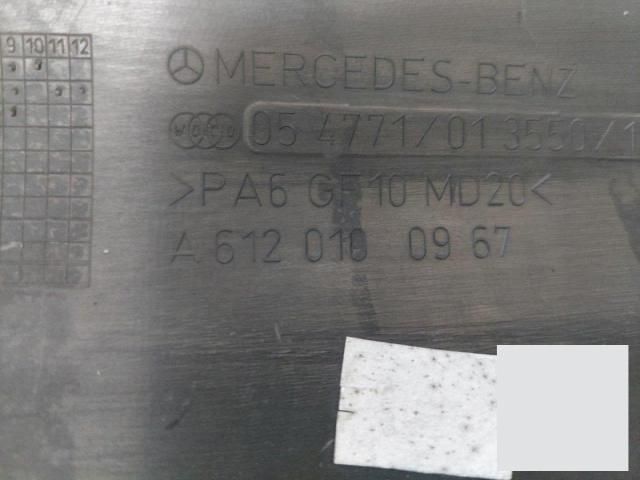 9 10 11 12
MERCEDES-BENZ
05 4771/01 3550/1
>PA6 GF10 MD20<
A 612 010 09 67